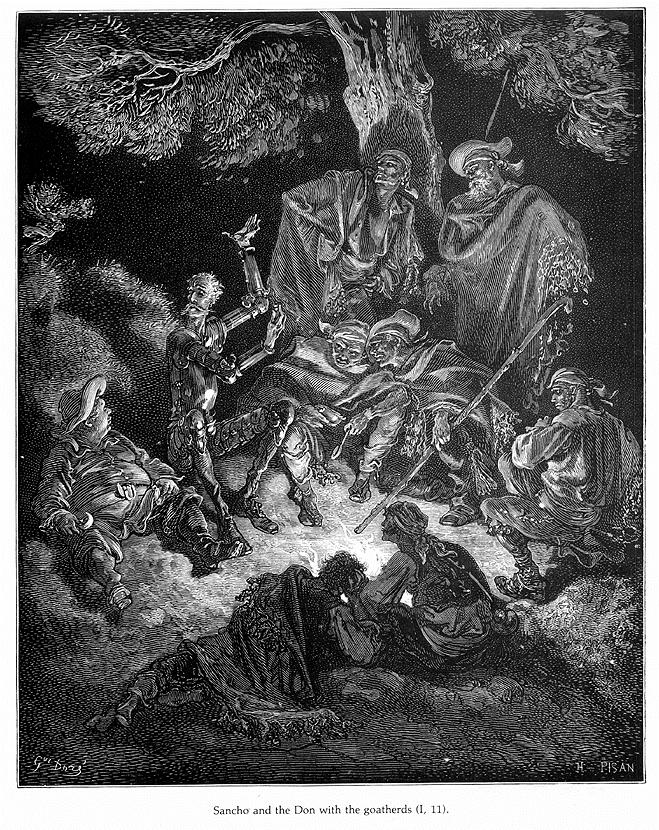 Gve Doré
H PISAN
Sancho and the Don with the goatherds (I, 11).